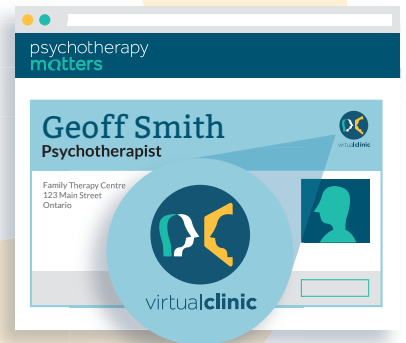 psychotherapy
matters
Geoff Smith
Psychotherapist
virtualclinic
Family Therapy Centre
123 Main Street
Ontario
virtualclinic